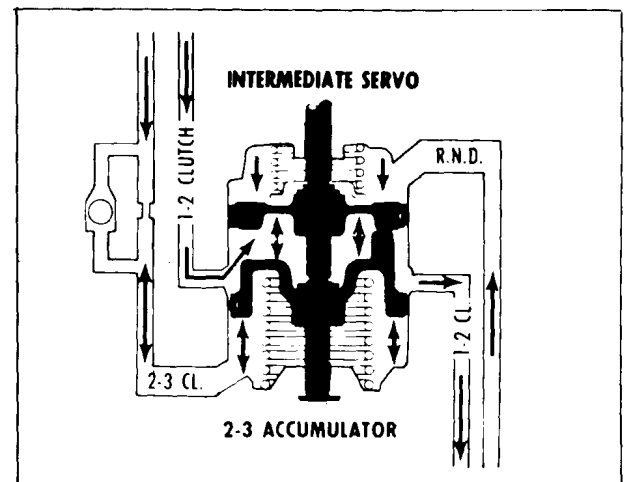 INTERMEDIATE SERVO
1-2 CLUTCH
R.N.D.
2-3 CL.
1-2 CL
2-3 ACCUMULATOR